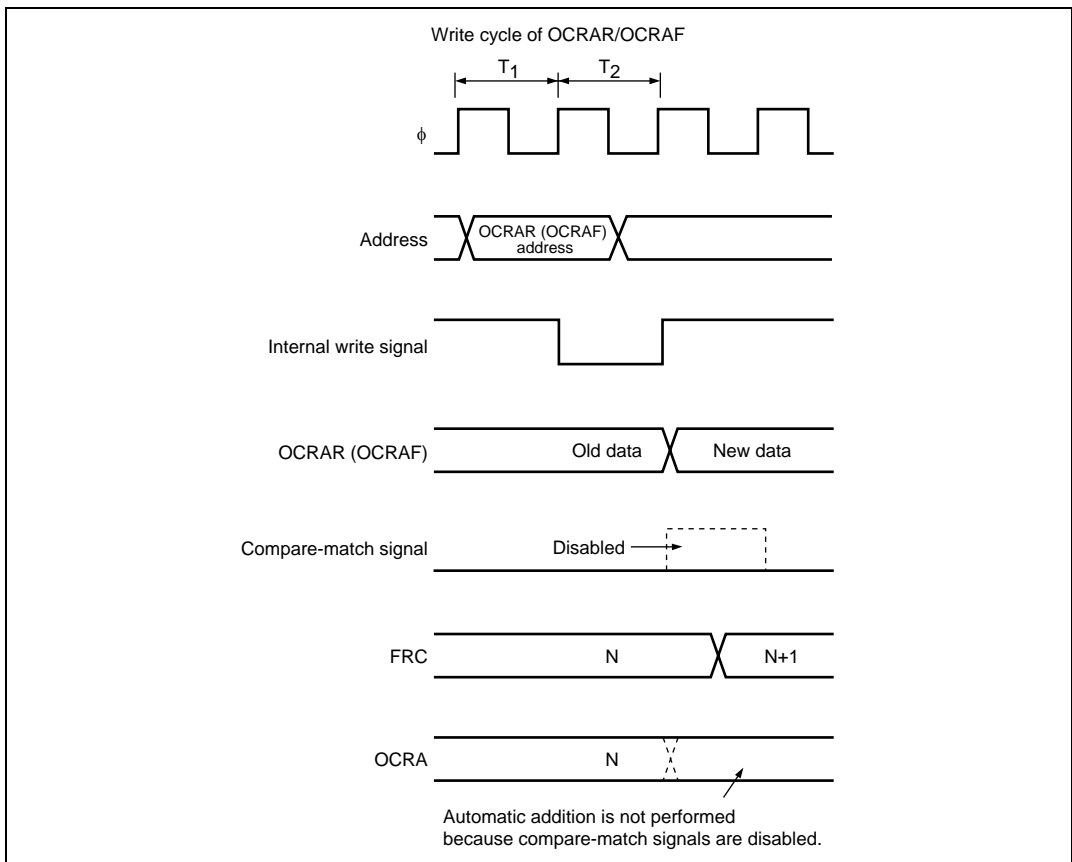 Write cycle of OCRAR/OCRAF
T1 T2
ϕ
Address
OCRAR (OCRAF)
address
Internal write signal
OCRAR (OCRAF)
Old data New data
Compare-match signal
Disabled
FRC
N N+1
OCRA
N
Automatic addition is not performed
because compare-match signals are disabled.